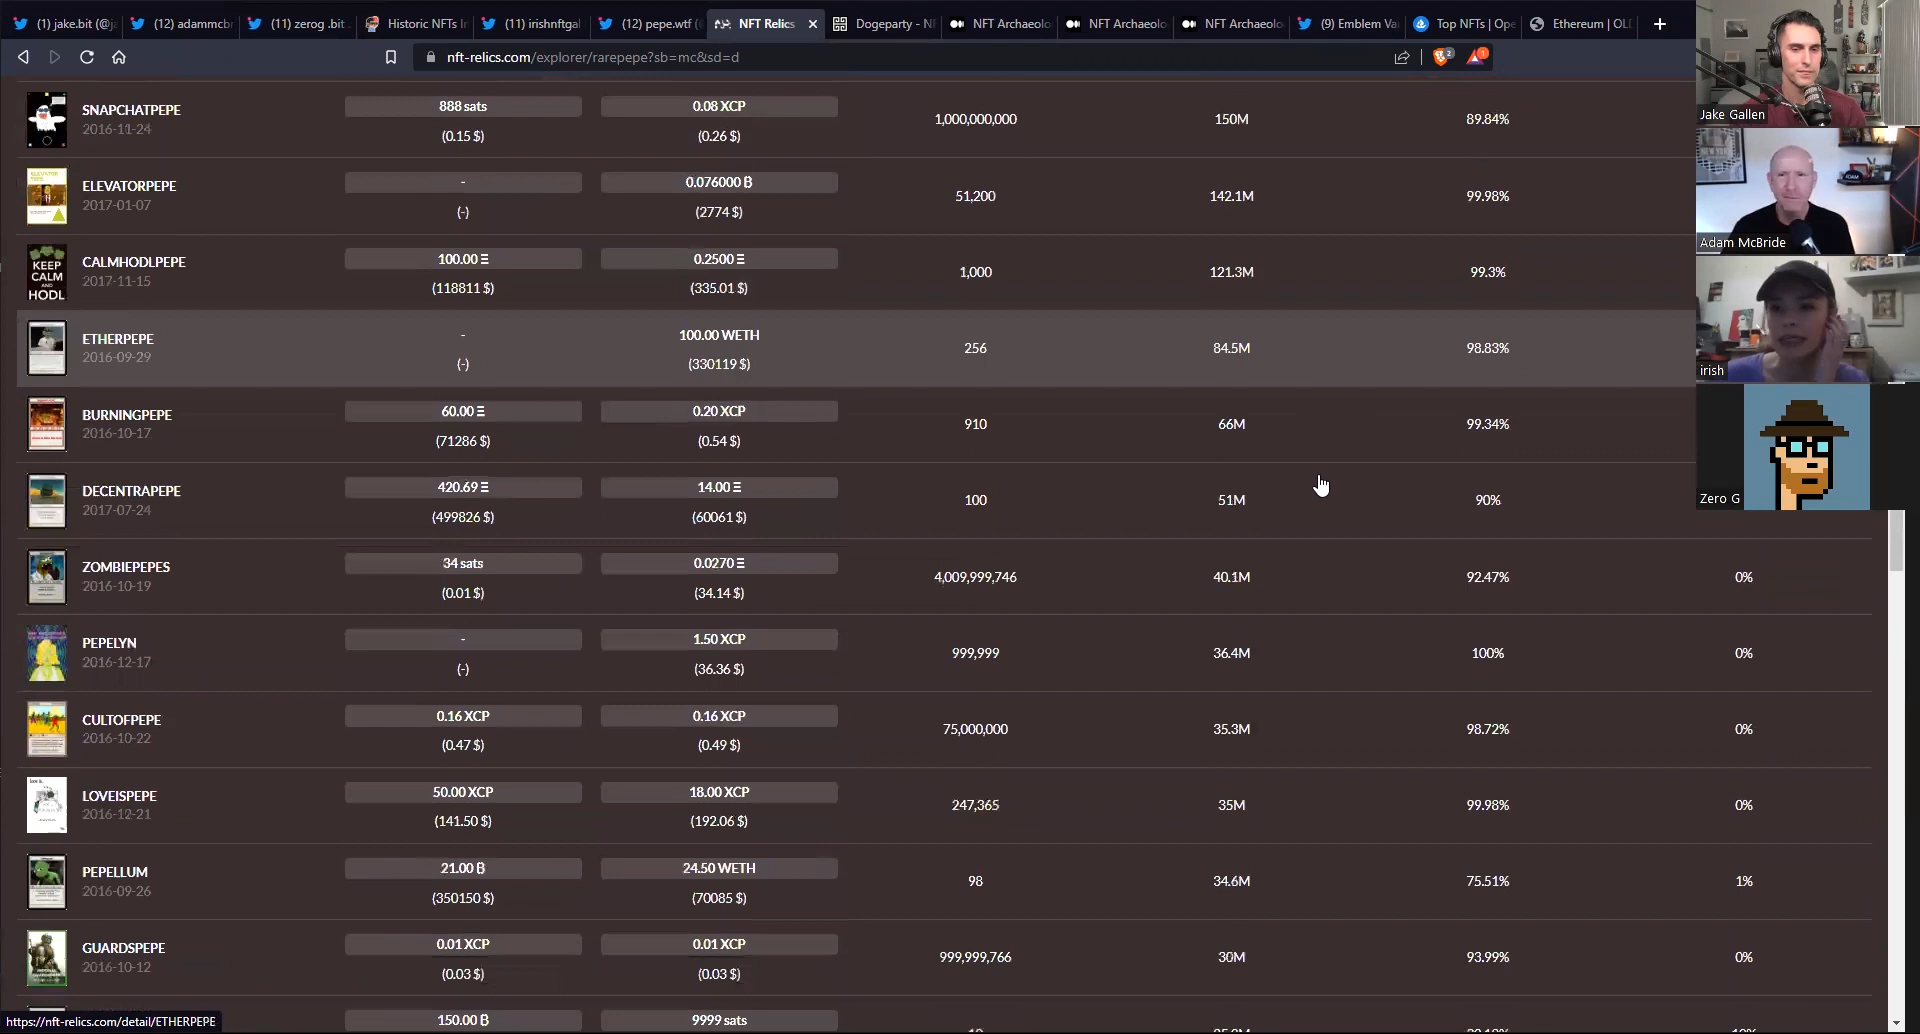 (1) jake.bit (@ja
(12) adammcbr
(11) zerog .bit
Historic NFTs In
(11) irishnftgal
(12) pepe.wtf (
NFT Relics
Dogeparty - NF
NFT Archaeolo
NFT Archaeolo
NFT Archaeolo
(9) Emblem Va
Top NFTs | Ope
Ethereum | OLD
nft-relics.com/explorer/rarepepe?sb=mc&sd=d
2
1
SNAPCHATPEPE
2016-11-24
888 sats
(0.15 $)
0.08 XCP
(0.26 $)
1,000,000,000
150M
89.84%
ELEVATORPEPE
2017-01-07
-
(-)
0.076000 ₿
(2774 $)
51,200
142.1M
99.98%
KEEP
CALM
AND
HODL
CALMHODLPEPE
2017-11-15
100.00 Ξ
(118811 $)
0.2500 Ξ
(335.01 $)
1,000
121.3M
99.3%
ETHERPEPE
2016-09-29
-
(-)
100.00 WETH
(330119 $)
256
84.5M
98.83%
BURNINGPEPE
2016-10-17
60.00 Ξ
(71286 $)
0.20 XCP
(0.54 $)
910
66M
99.34%
DECENTRAPEPE
2017-07-24
420.69 Ξ
(499826 $)
14.00 Ξ
(60061 $)
100
51M
90%
ZOMBIEPEPES
2016-10-19
34 sats
(0.01 $)
0.0270 Ξ
(34.14 $)
4,009,999,746
40.1M
92.47%
0%
PEPELYN
2016-12-17
-
(-)
1.50 XCP
(36.36 $)
999,999
36.4M
100%
0%
CULTOFPEPE
2016-10-22
0.16 XCP
(0.47 $)
0.16 XCP
(0.49 $)
75,000,000
35.3M
98.72%
0%
LOVEISPEPE
2016-12-21
50.00 XCP
(141.50 $)
18.00 XCP
(192.06 $)
247,365
35M
99.98%
0%
PEPELLUM
2016-09-26
21.00 ₿
(350150 $)
24.50 WETH
(70085 $)
98
34.6M
75.51%
1%
GUARDSPEPE
2016-10-12
0.01 XCP
(0.03 $)
0.01 XCP
(0.03 $)
999,999,766
30M
93.99%
0%
150.00 ₿
9999 sats
https://nft-relics.com/detail/ETHERPEPE
Jake Gallen
Adam McBride
irish
Zero G